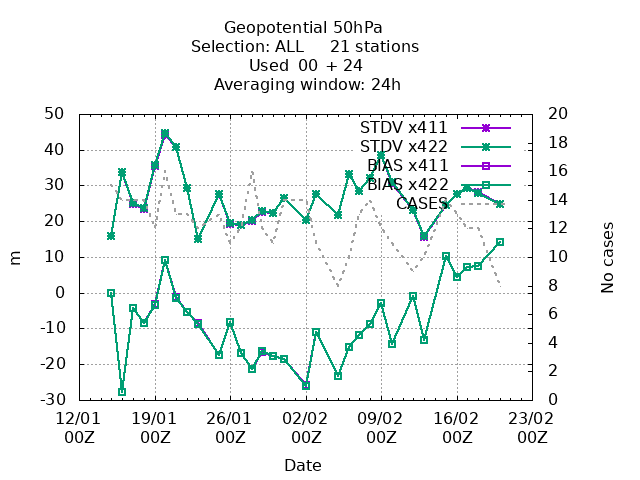 Geopotential 50hPa
Selection: ALL 21 stations
Used 00 + 24
Averaging window: 24h
50
40
30
20
10
0
-10
-20
-30
m
20
18
16
14
12
10
8
6
4
2
0
No cases
STDV x411
STDV x422
BIAS x411
BIAS x422
CASES
12/01 19/01 26/01 02/02 09/02 16/02 23/02
00Z 00Z 00Z 00Z 00Z 00Z 00Z
Date